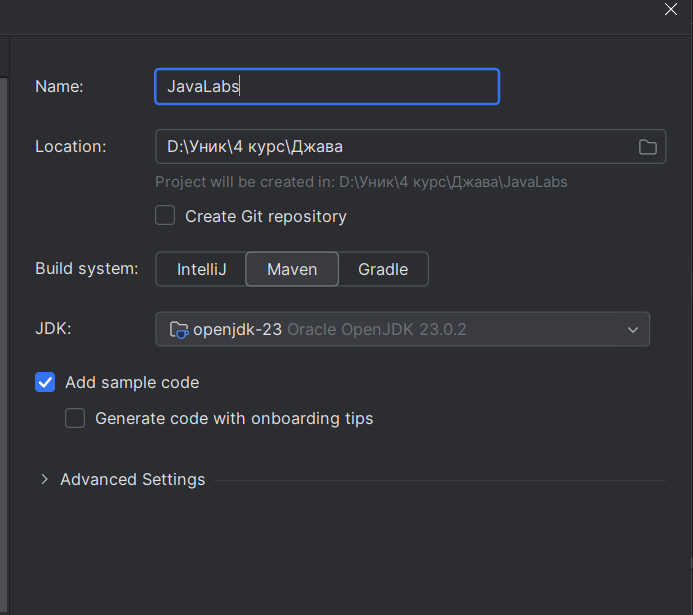 Name: JavaLabs
Location: D:\Уник\4 курс\Джава
Project will be created in: D:\Уник\4 курс\Джава\JavaLabs
Create Git repository
Build system: IntelliJ Maven Gradle
JDK: openjdk-23 Oracle OpenJDK 23.0.2
Add sample code
Generate code with onboarding tips
Advanced Settings